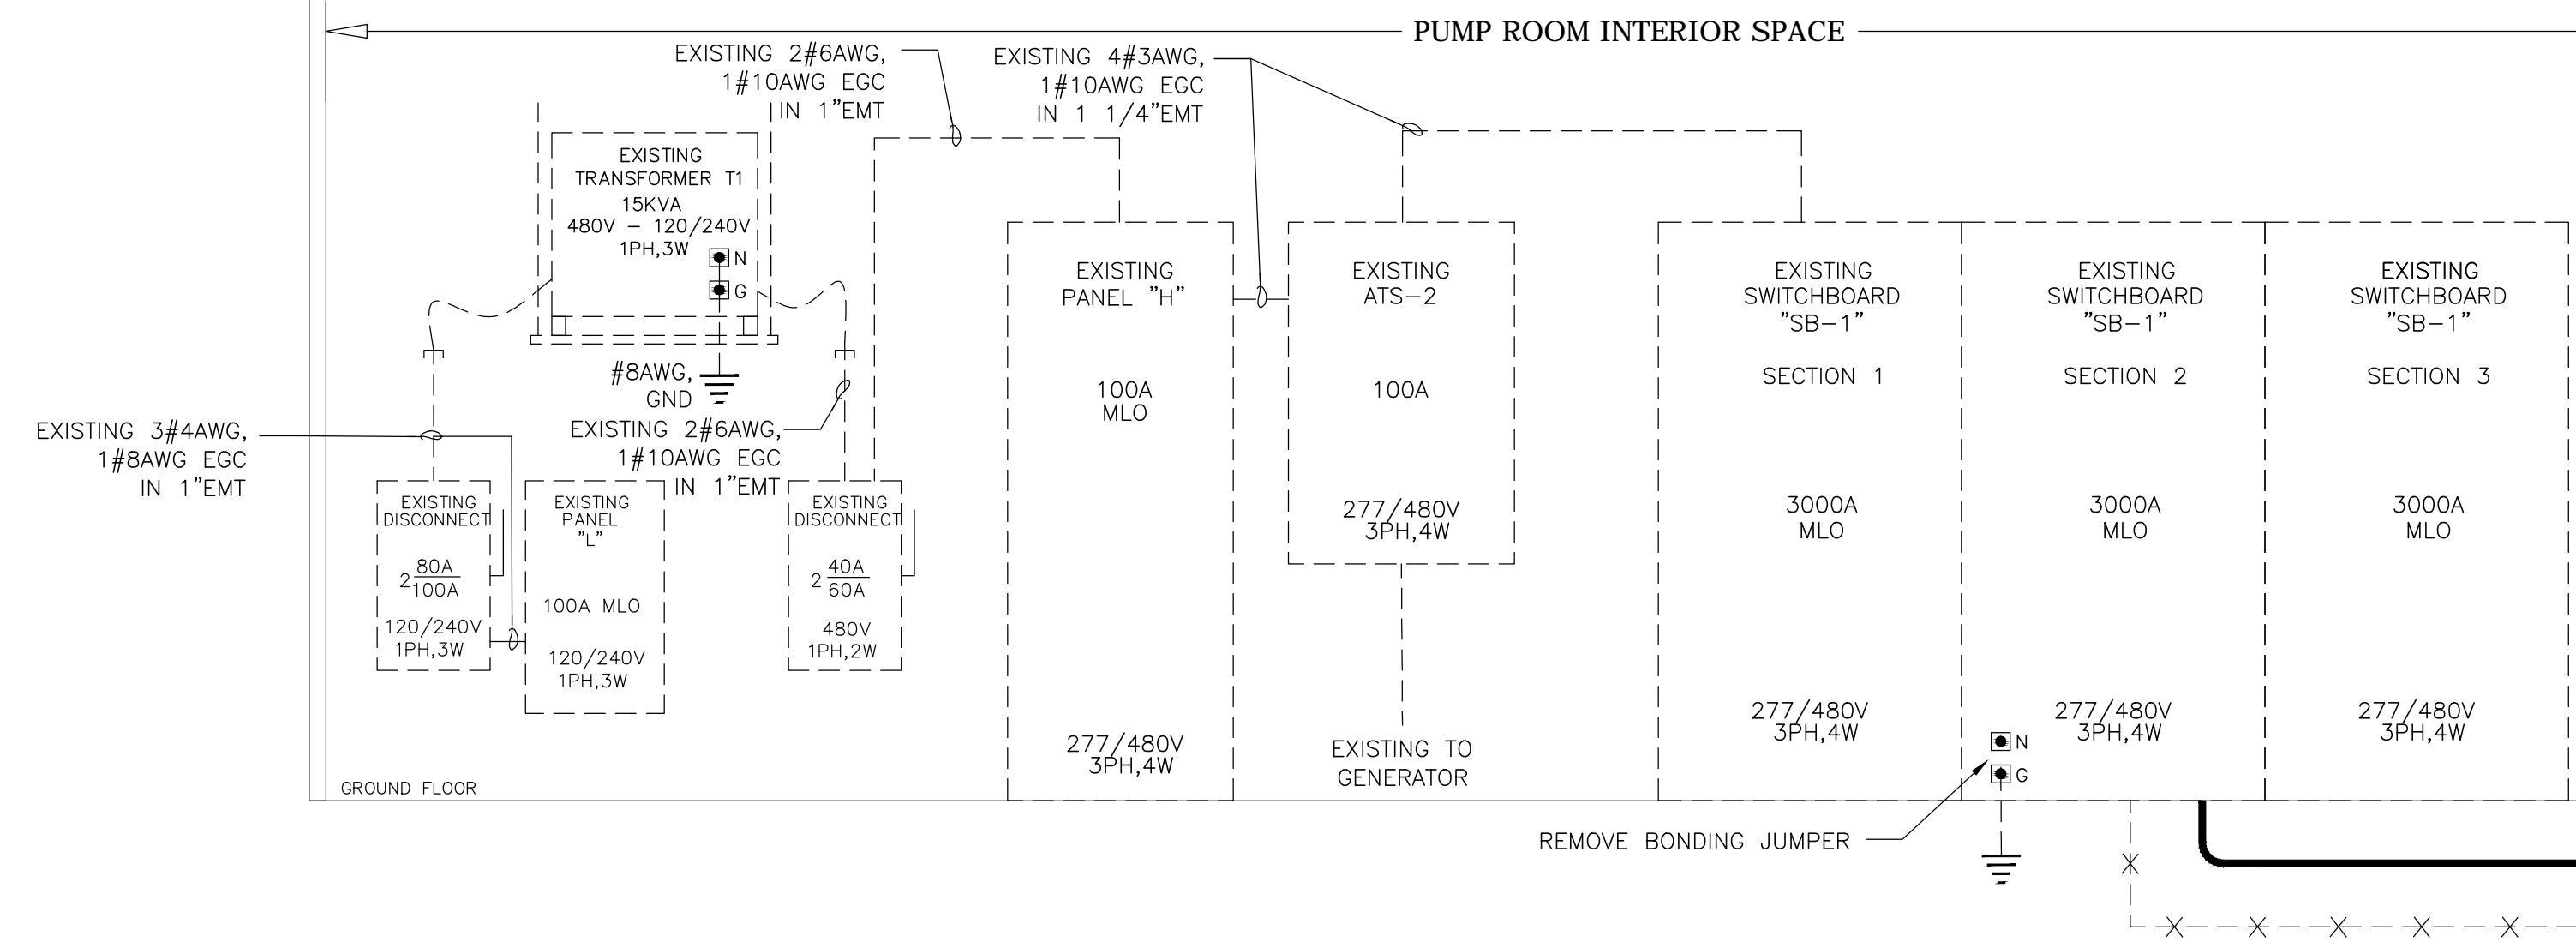 PUMP ROOM INTERIOR SPACE
EXISTING 2#6AWG,
1#10AWG EGC
IN 1"EMT
EXISTING 4#3AWG,
1#10AWG EGC
IN 1 1/4"EMT
EXISTING
TRANSFORMER T1
15KVA
480V - 120/240V
1PH,3W
N
G
#8AWG,
GND
EXISTING 3#4AWG,
1#8AWG EGC
IN 1"EMT
EXISTING 2#6AWG,
1#10AWG EGC
IN 1"EMT
EXISTING
DISCONNECT
2 80A
100A
120/240V
1PH,3W
EXISTING
PANEL
"L"
100A MLO
120/240V
1PH,3W
EXISTING
DISCONNECT
2 40A
60A
480V
1PH,2W
EXISTING
PANEL "H"
100A
MLO
277/480V
3PH,4W
EXISTING
ATS-2
100A
277/480V
3PH,4W
EXISTING TO
GENERATOR
EXISTING
SWITCHBOARD
"SB-1"
SECTION 1
3000A
MLO
277/480V
3PH,4W
EXISTING
SWITCHBOARD
"SB-1"
SECTION 2
3000A
MLO
277/480V
3PH,4W
N
G
EXISTING
SWITCHBOARD
"SB-1"
SECTION 3
3000A
MLO
277/480V
3PH,4W
GROUND FLOOR
REMOVE BONDING JUMPER